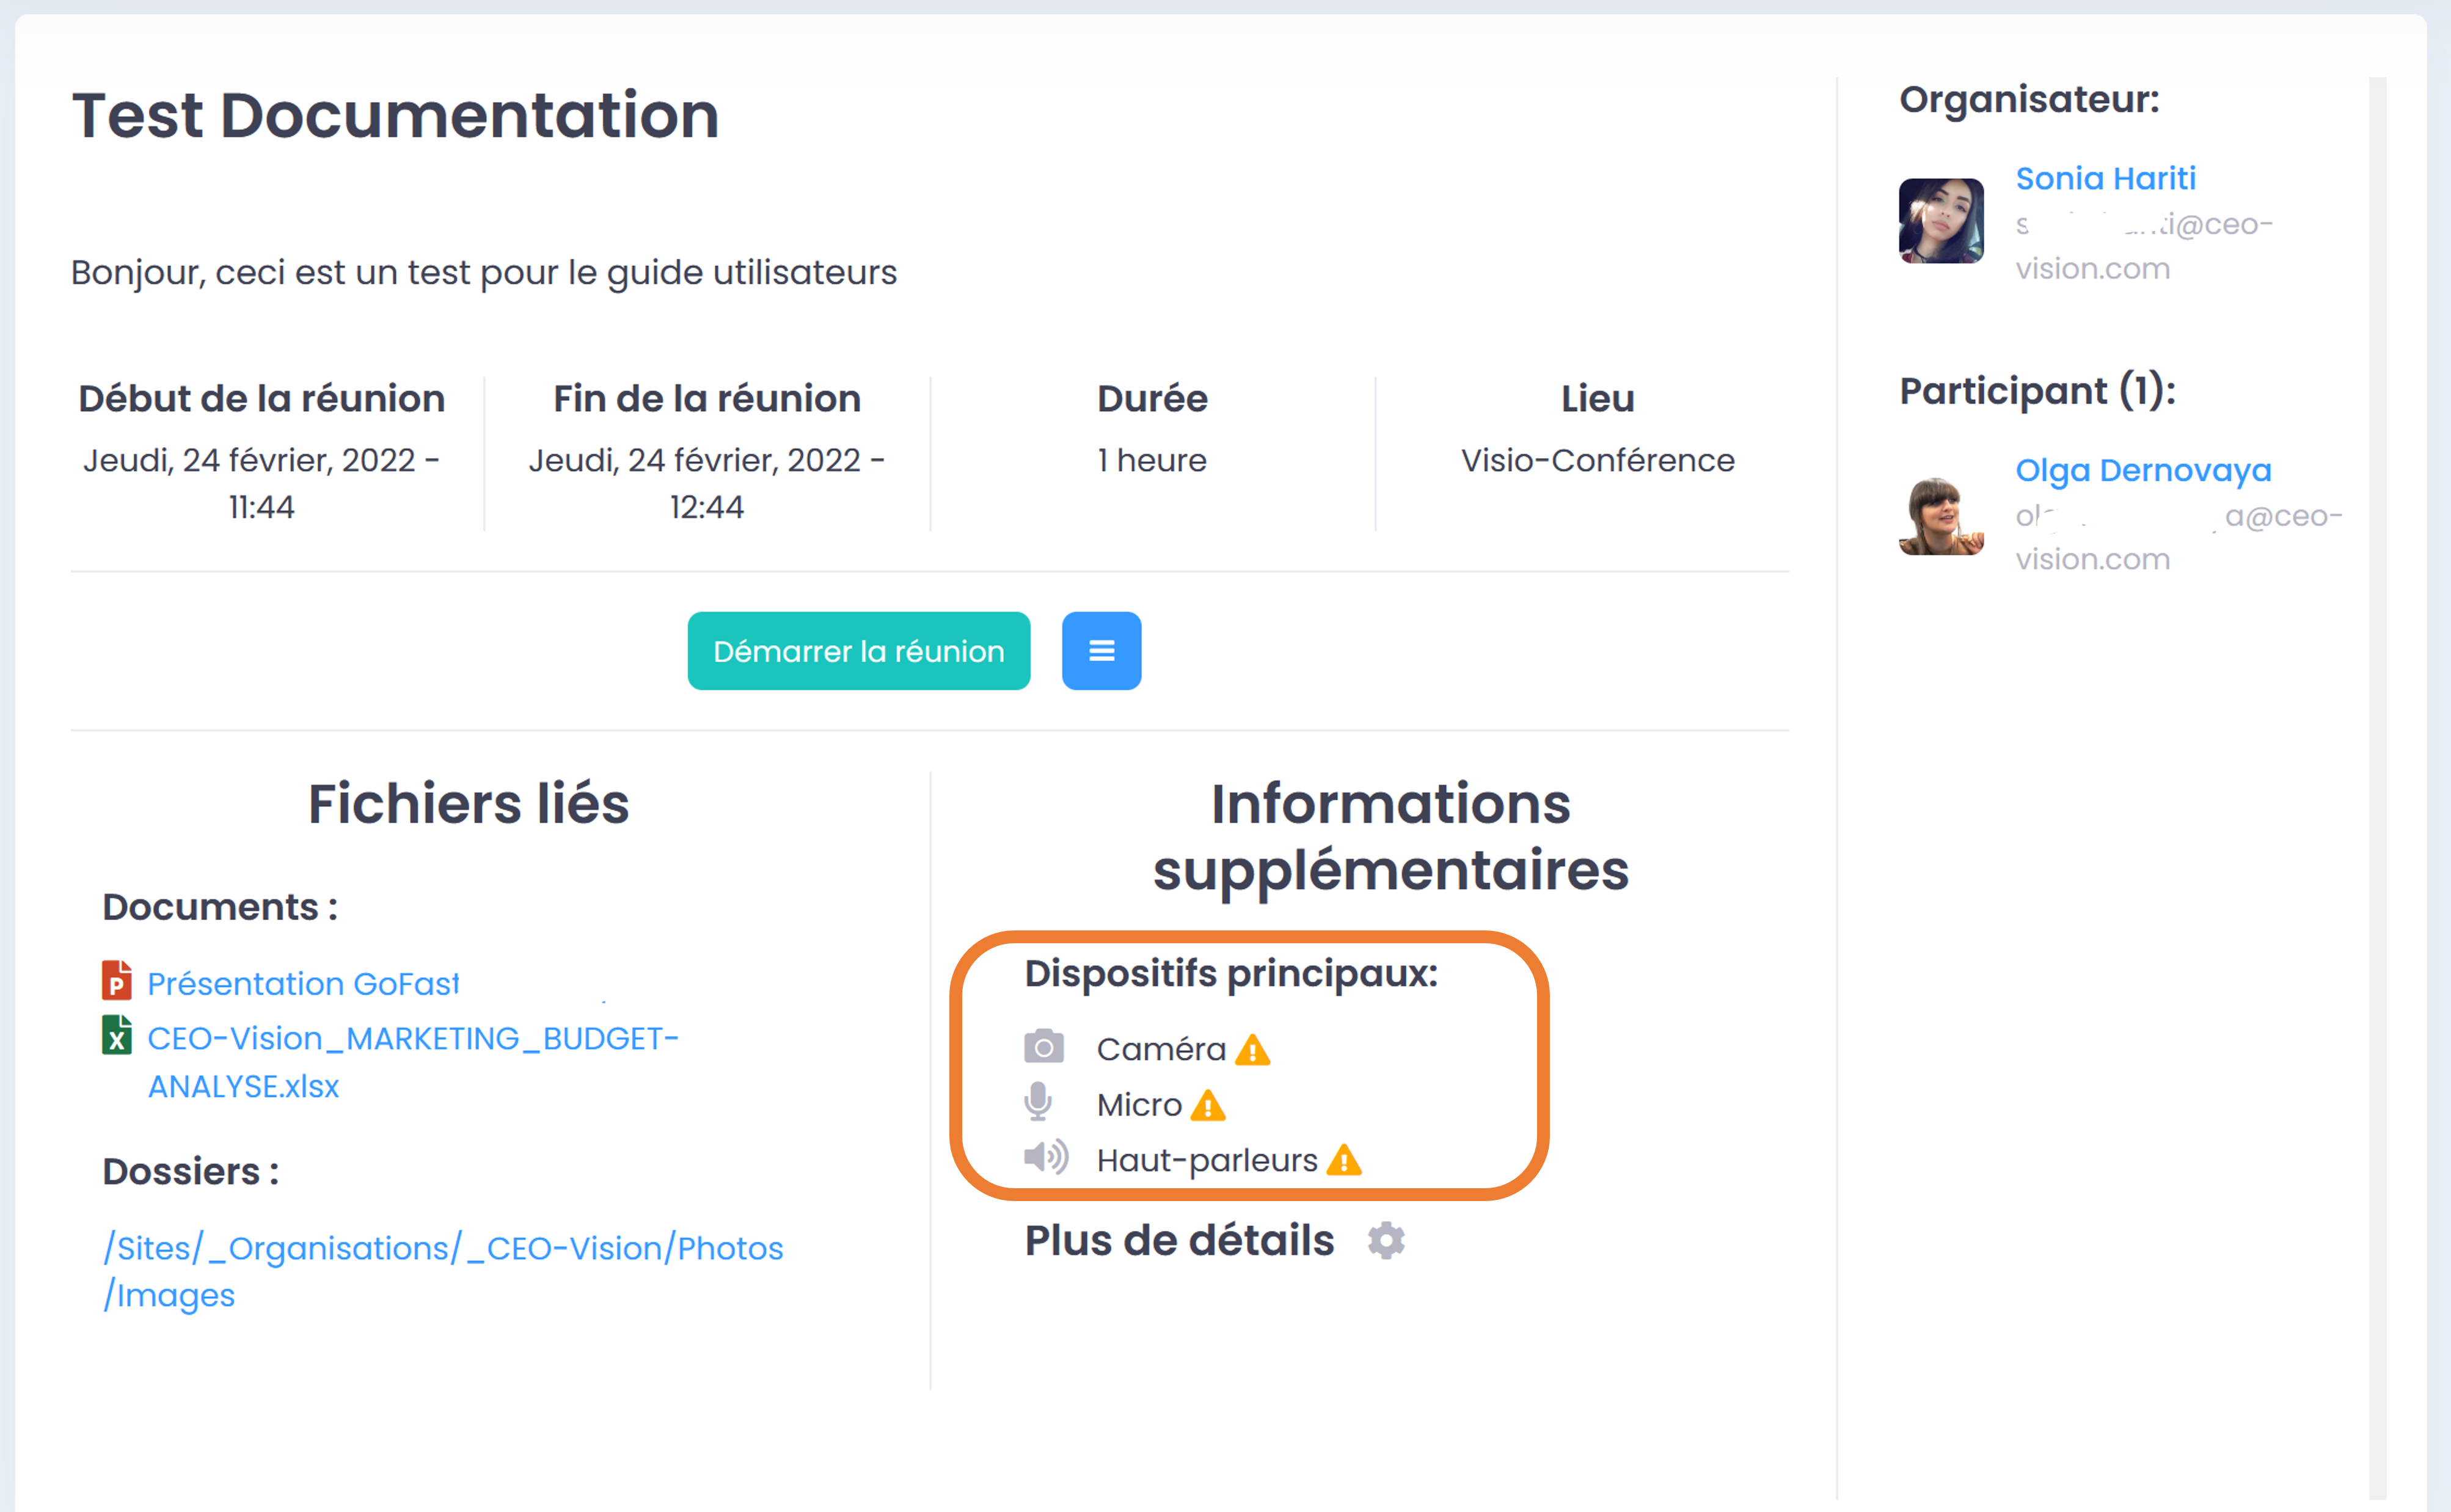 Test Documentation
Bonjour, ceci est un test pour le guide utilisateurs
Début de la réunion
Jeudi, 24 février, 2022 -
11:44
Fin de la réunion
Jeudi, 24 février, 2022 -
12:44
Durée
1 heure
Lieu
Visio-Conférence
Démarrer la réunion
Fichiers liés
Documents :
Présentation GoFast
CEO-Vision_MARKETING_BUDGET-
ANALYSE.xlsx
Dossiers :
/Sites/_Organisations/_CEO-Vision/Photos
/Images
Informations
supplémentaires
Dispositifs principaux:
Caméra
Micro
Haut-parleurs
Plus de détails
Organisateur:
Sonia Hariti
i@ceo-
vision.com
Participant (1):
Olga Dernovaya
a@ceo-
vision.com